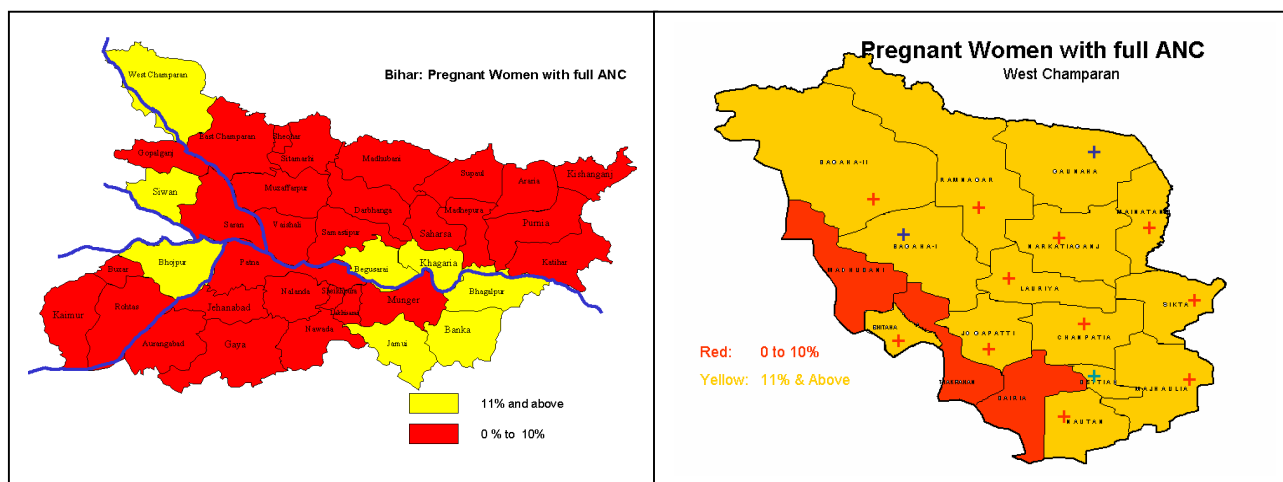 Bihar: Pregnant Women with full ANC
West Champaran
East Champaran
Sheohar
Sitamarhi
Gopalganj
Madhubani
Kishanganj
Supaul
Araria
Siwan
Muzaffarpur
Darbhanga
Madhepura
Purnia
Saran
Vaishali
Samastipur
Saharsa
Katihar
Bhojpur
Buxar
Patna
Begusarai
Khagaria
Bhagalpur
Rohtas
Kaimur
Jehanabad
Nalanda
Sheikhpura
Munger
Nawada
Banka
Jamui
Aurangabad
Gaya
11% and above
0 % to 10%
Pregnant Women with full ANC
West Champaran
BAGAHA-II
RAMNAGAR
GAUNAHA
MAINATAND
BAGAHA-I
NARKATIAGANJ
MADHUBANI
LAURIYA
SIKTA
BHITAHA
JOGAPATTI
CHANPATIA
BETTIAH
MAJHAULIA
BAIRIA
NAUTAN
Red: 0 to 10%
Yellow: 11% & Above